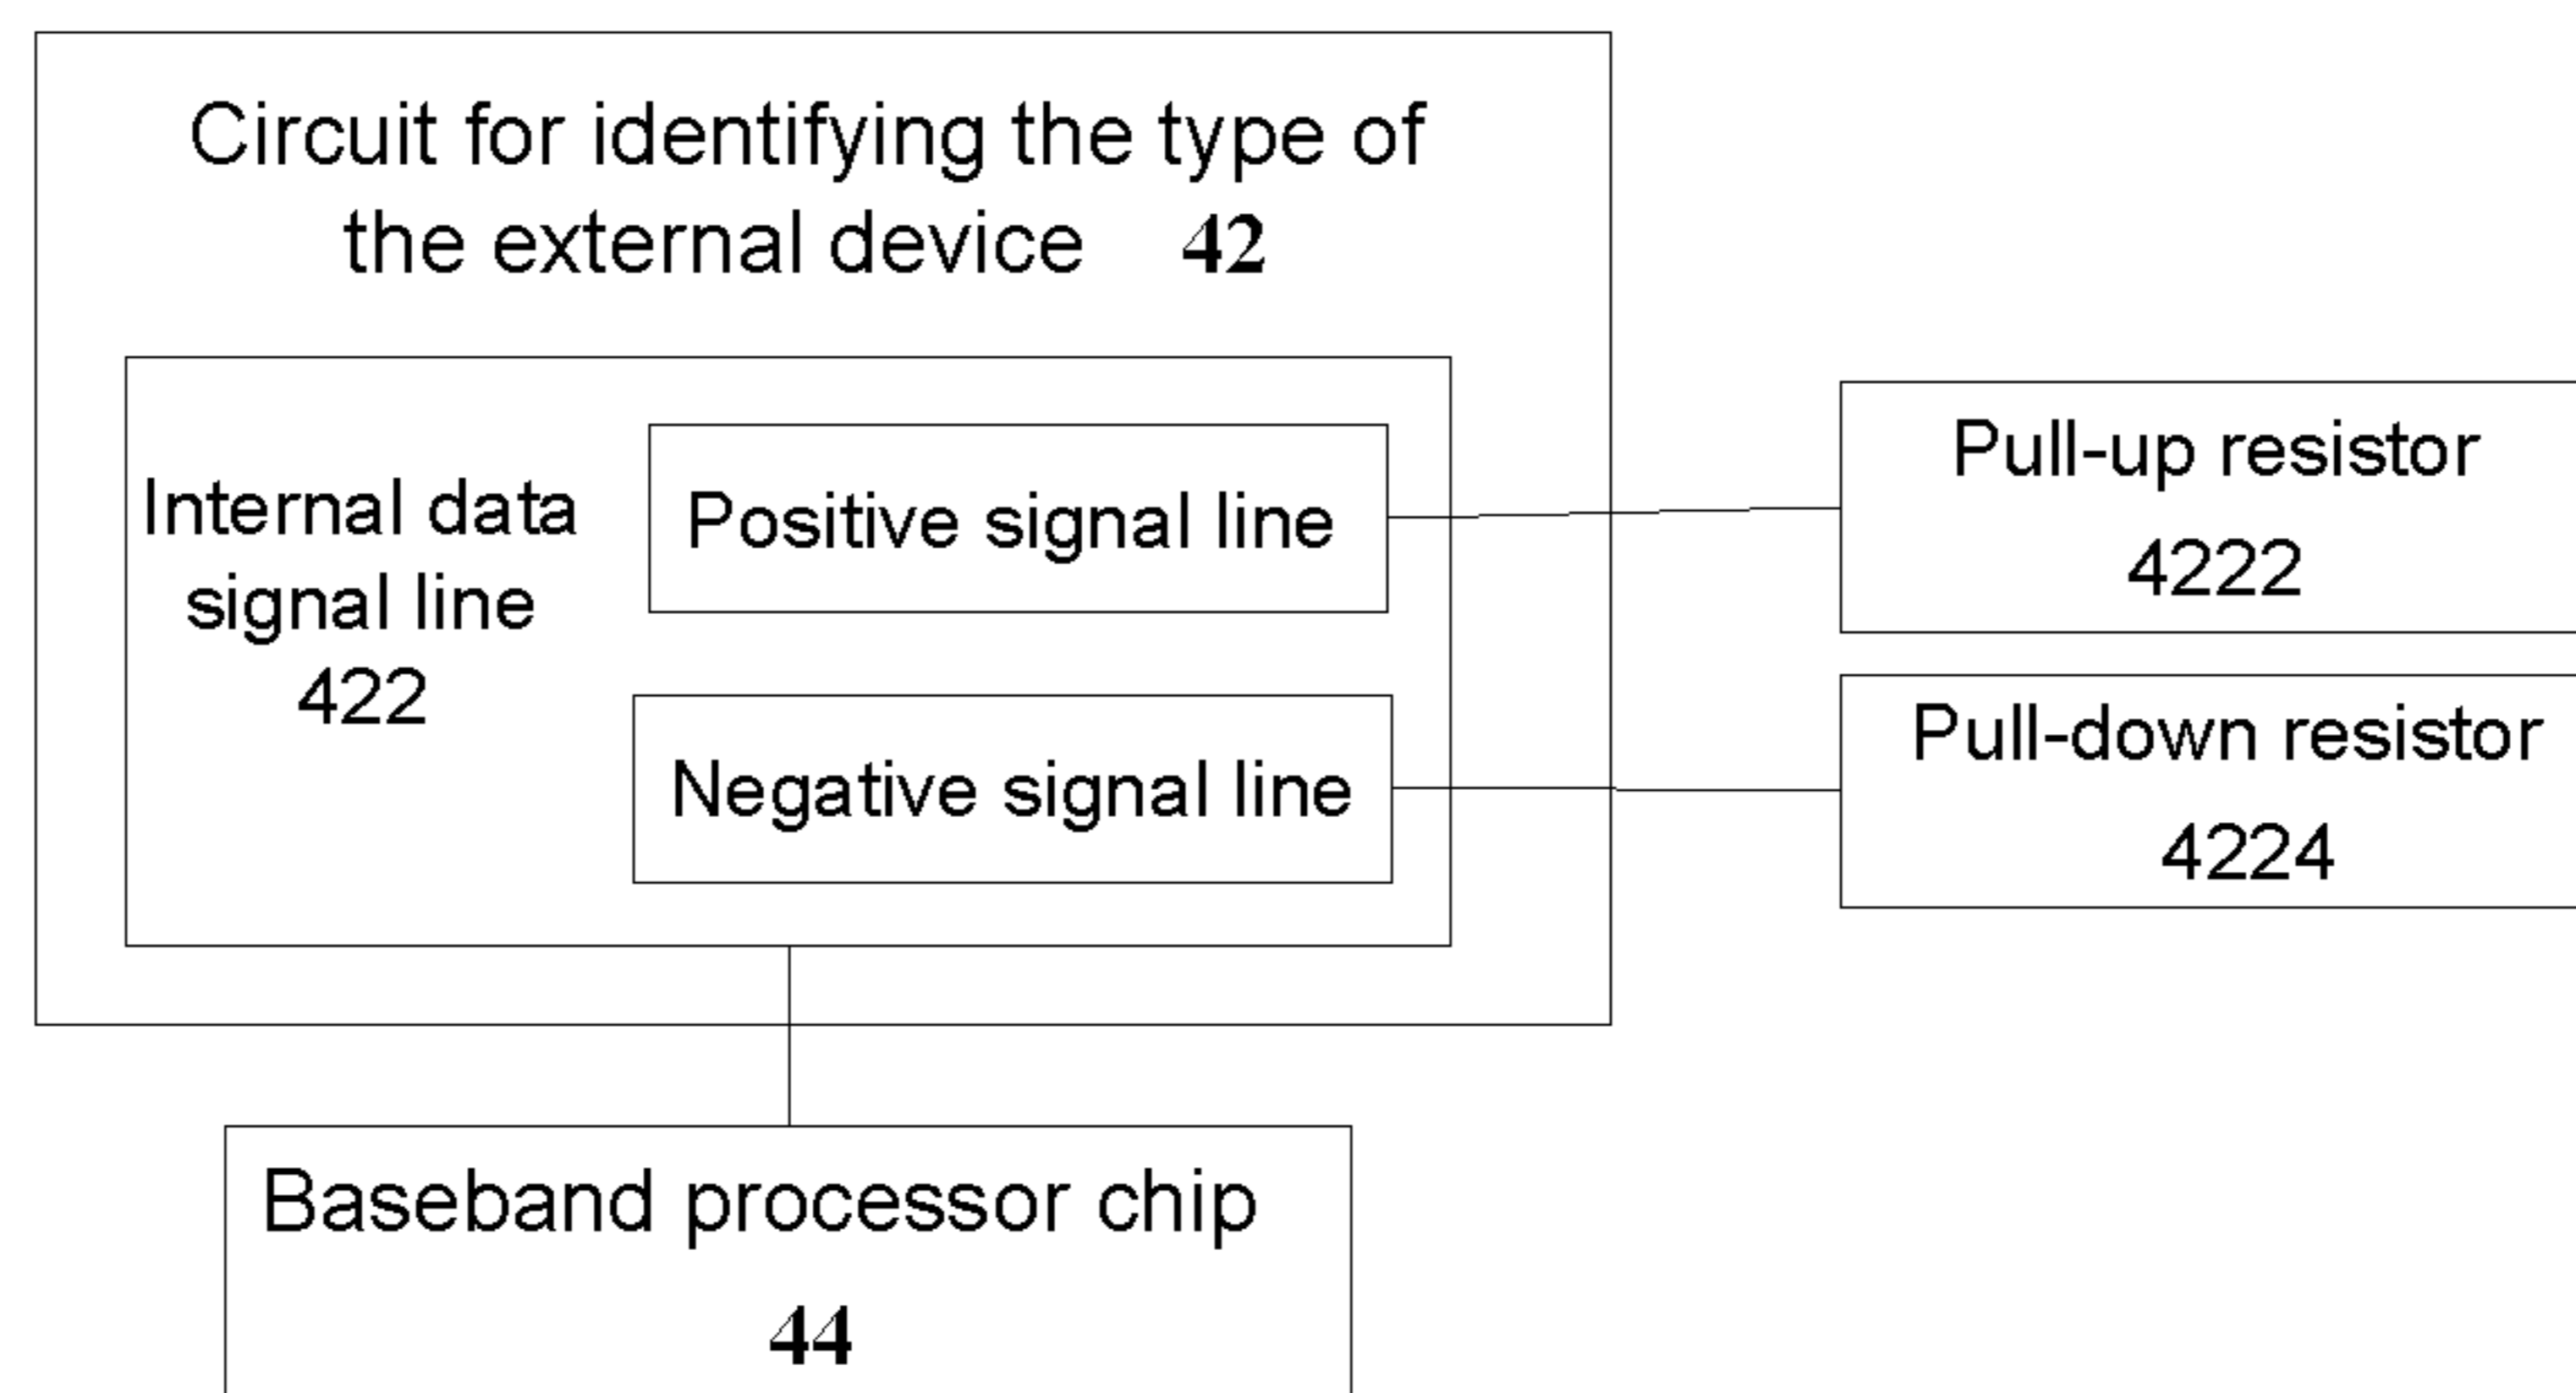 Circuit for identifying the type of
the external device 42
Internal data
signal line
422
Positive signal line
Negative signal line
Pull-up resistor
4222
Pull-down resistor
4224
Baseband processor chip
44